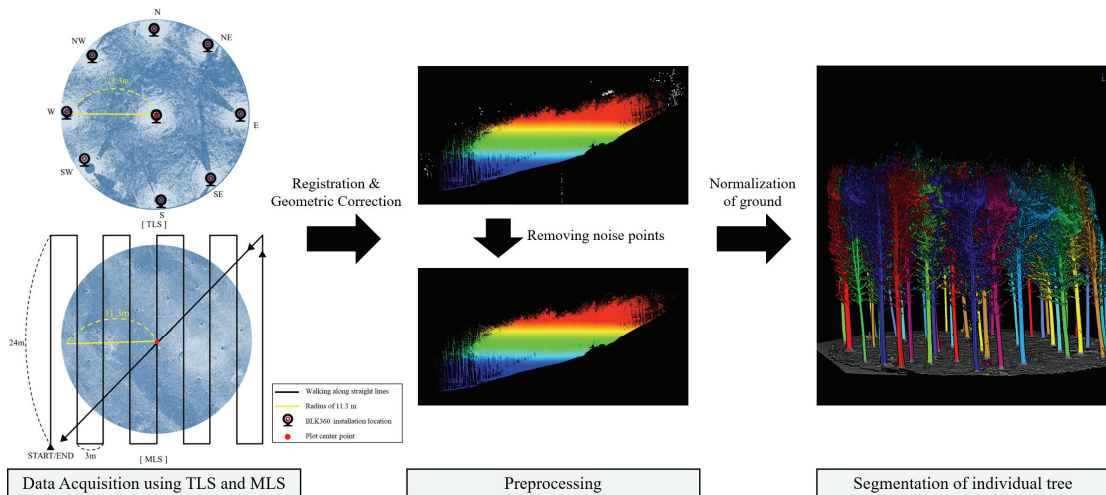 N
NW
NE
11.3m
W
E
SW
SE
S
[ TLS ]
Registration &
Geometric Correction
Removing noise points
Normalization
of ground
11.3m
24m
Walking along straight lines
Radius of 11.3 m
BLK360 installation location
Plot center point
START/END
3m
[ MLS ]
Data Acquisition using TLS and MLS
Preprocessing
Segmentation of individual tree